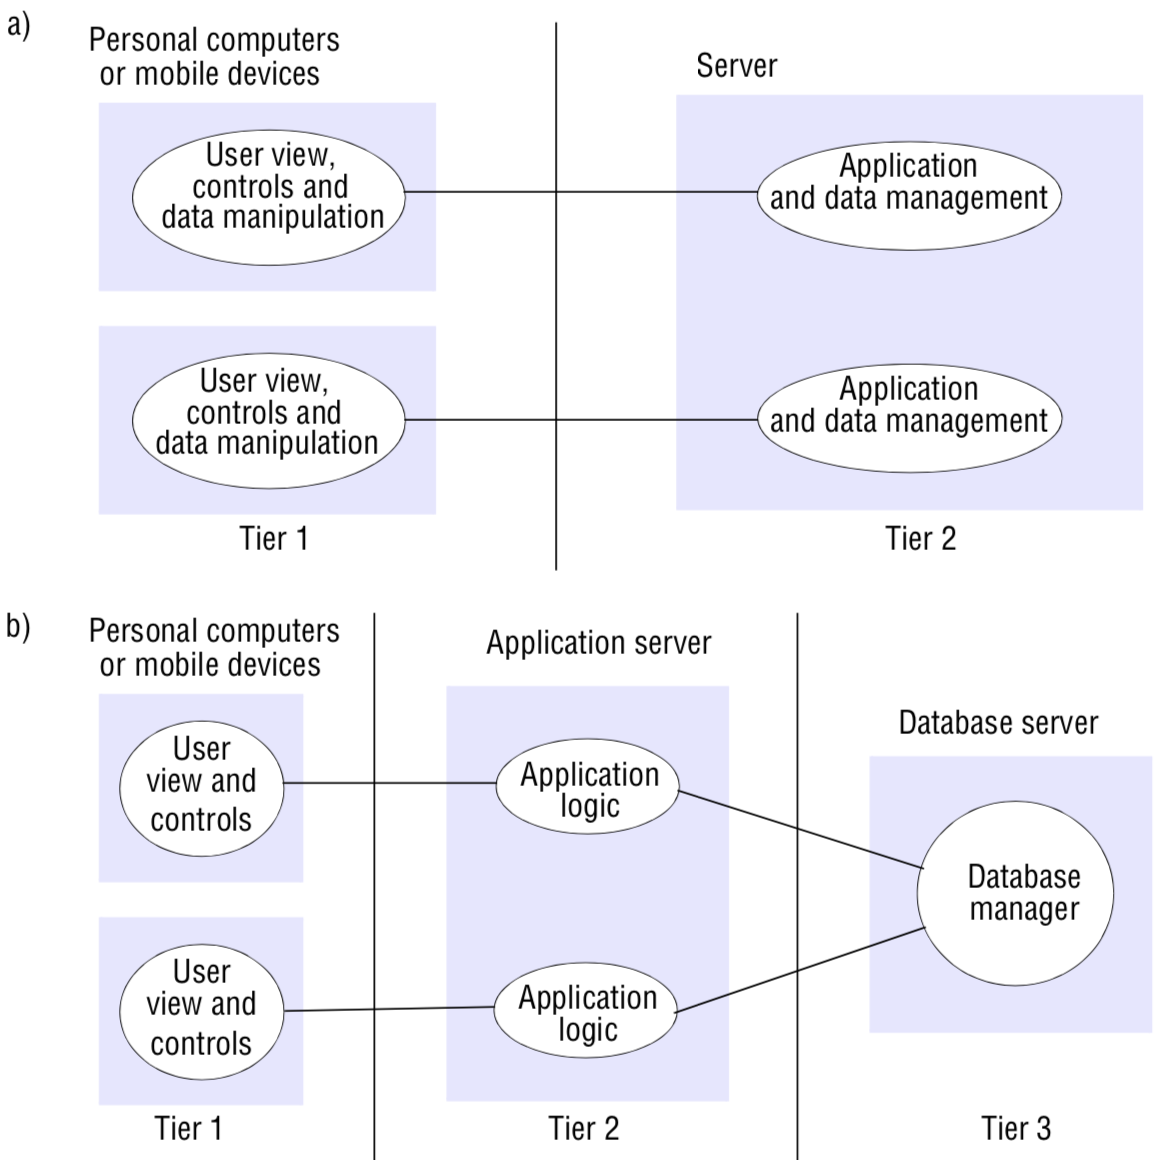 a)
Personal computers
or mobile devices
Server
User view,
controls and
data manipulation
Application
and data management
User view,
controls and
data manipulation
Application
and data management
Tier 1
Tier 2
b)
Personal computers
or mobile devices
Application server
Database server
User
view and
controls
Application
logic
Database
manager
User
view and
controls
Application
logic
Tier 1
Tier 2
Tier 3